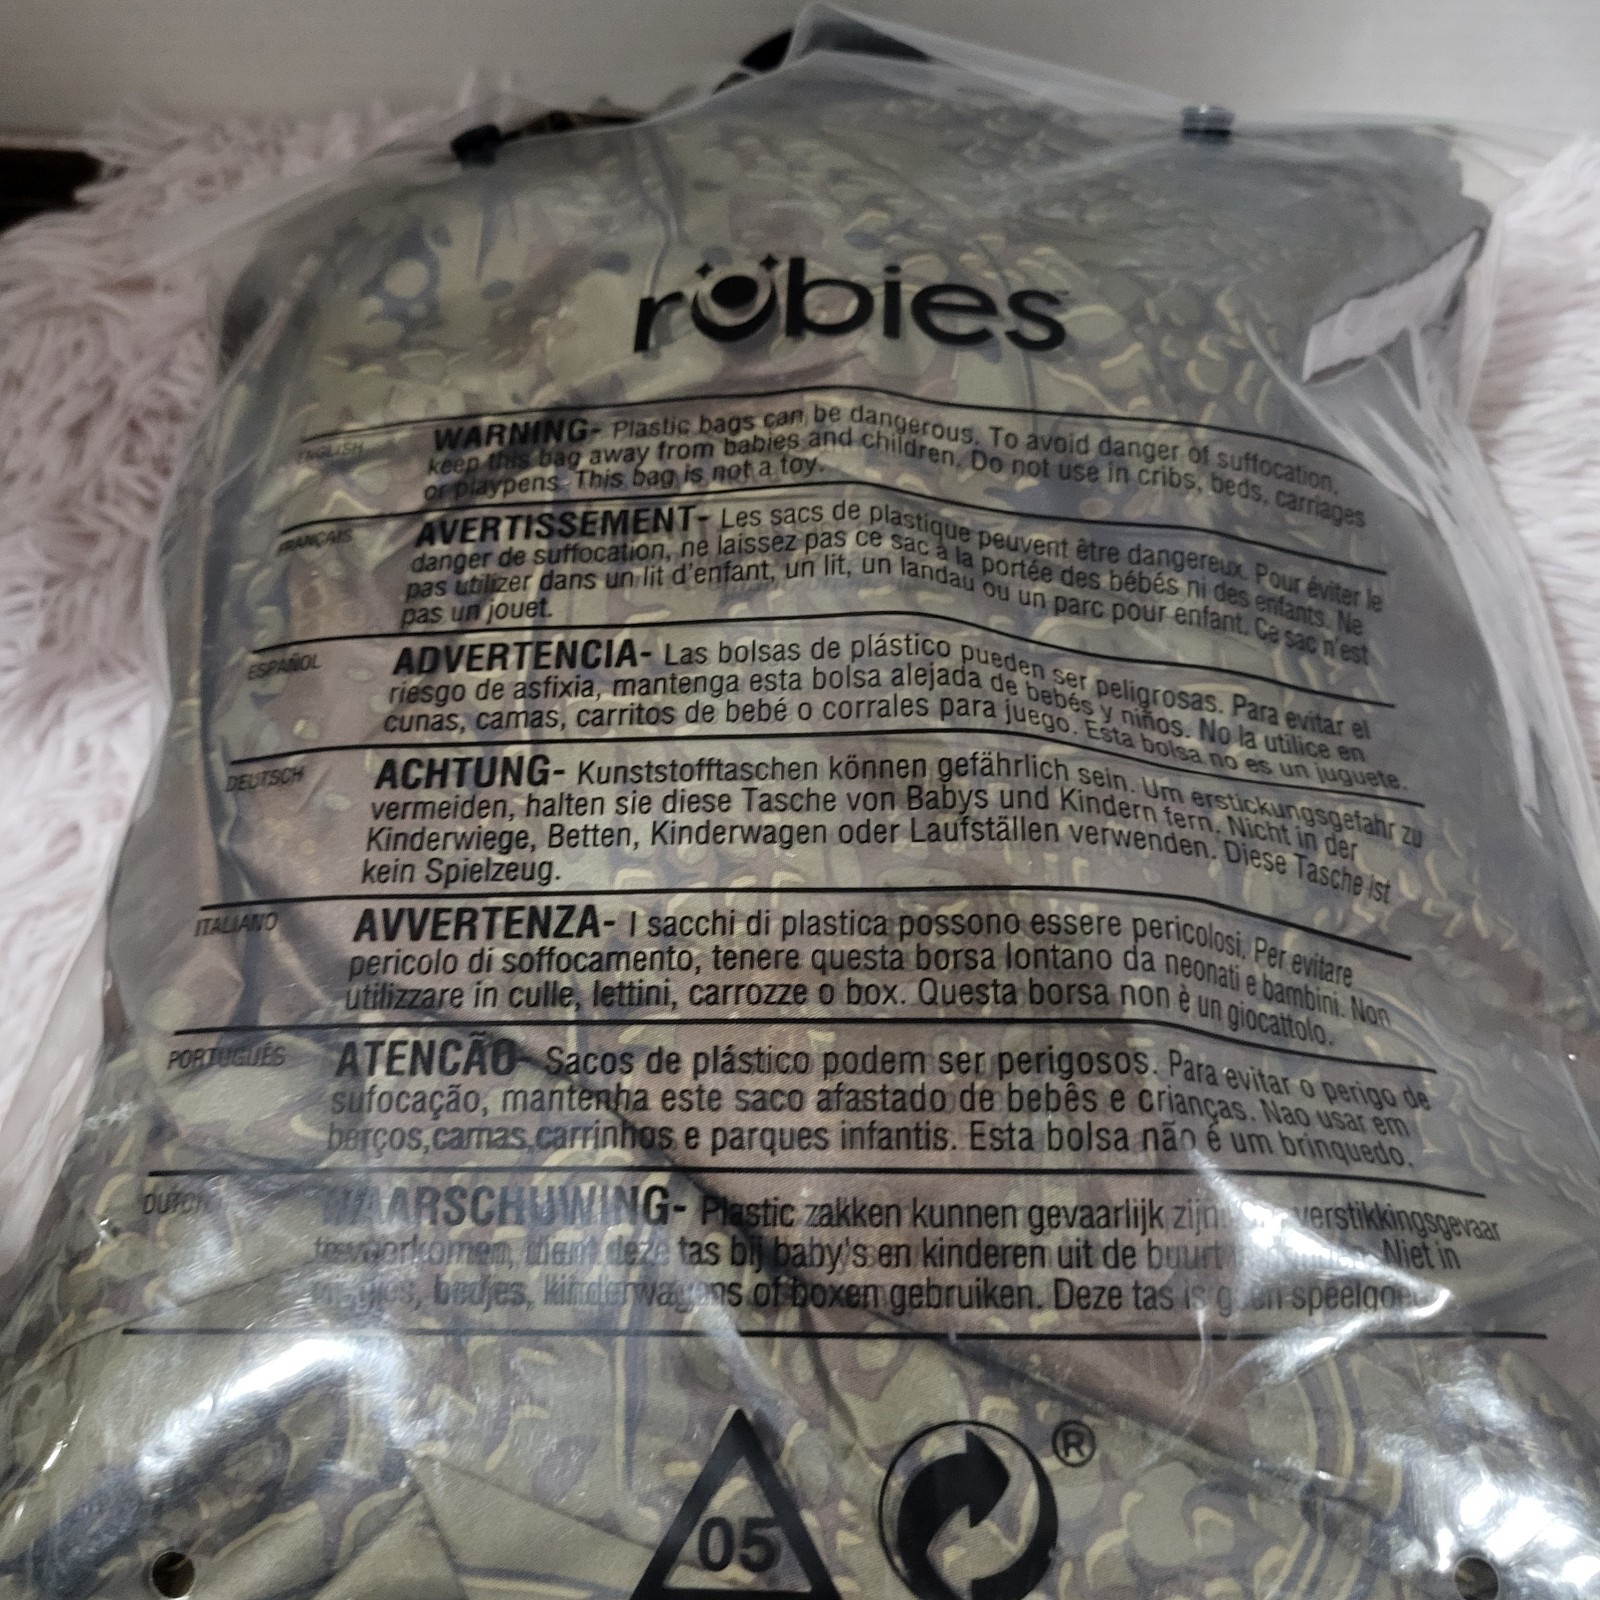 rubies™
ENGLISH
WARNING- Plastic bags can be dangerous. To avoid danger of suffocation,
keep this bag away from babies and children. Do not use in cribs, beds, carriages
or playpens. This bag is not a toy.
FRANÇAIS
AVERTISSEMENT- Les sacs de plastique peuvent être dangereux. Pour éviter le
danger de suffocation, ne laissez pas ce sac à la portée des bébés ni des enfants. Ne
pas utilizer dans un lit d'enfant, un lit, un landau ou un parc pour enfant. Ce sac n'est
pas un jouet.
ESPAÑOL
ADVERTENCIA- Las bolsas de plástico pueden ser peligrosas. Para evitar el
riesgo de asfixia, mantenga esta bolsa alejada de bebés y niños. No la utilice en
cunas, camas, carritos de bebé o corrales para juego. Esta bolsa no es un juguete.
DEUTSCH
ACHTUNG- Kunststofftaschen können gefährlich sein. Um erstickungsgefahr zu
vermeiden, halten sie diese Tasche von Babys und Kindern fern. Nicht in der
Kinderwiege, Betten, Kinderwagen oder Laufställen verwenden. Diese Tasche ist
kein Spielzeug.
ITALIANO
AVVERTENZA- I sacchi di plastica possono essere pericolosi. Per evitare
pericolo di soffocamento, tenere questa borsa lontano da neonati e bambini. Non
utilizzare in culle, lettini, carrozze o box. Questa borsa non è un giocattolo.
PORTUGUÊS
ATENCÃO- Sacos de plástico podem ser perigosos. Para evitar o perigo de
sufocação, mantenha este saco afastado de bebês e crianças. Nao usar em
berços,camas,carrinhos e parques infantis. Esta bolsa não é um brinquedo.
DUTCH
WAARSCHUWING- Plastic zakken kunnen gevaarlijk zijn verstikkingsgevaar
te voorkomen, dient deze tas bij baby's en kinderen uit de buurt Niet in
bedjes, kinderwagens of boxen gebruiken. Deze tas is geen speelgoed
05
®